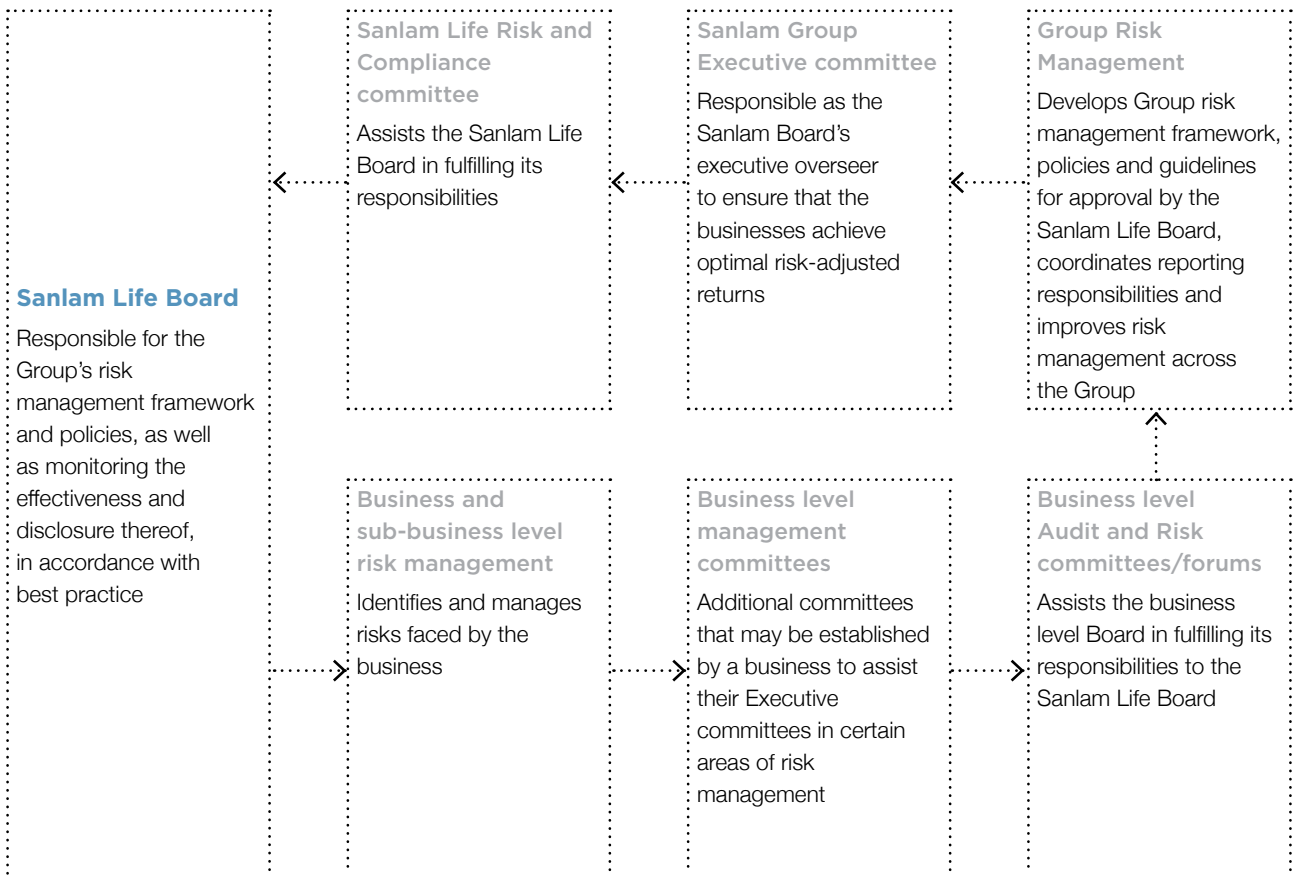 Sanlam Life Board
Responsible for the
Group's risk
management framework
and policies, as well
as monitoring the
effectiveness and
disclosure thereof,
in accordance with
best practice
Sanlam Life Risk and
Compliance
committee
Assists the Sanlam Life
Board in fulfilling its
responsibilities
Sanlam Group
Executive committee
Responsible as the
Sanlam Board's
executive overseer
to ensure that the
businesses achieve
optimal risk-adjusted
returns
Group Risk
Management
Develops Group risk
management framework,
policies and guidelines
for approval by the
Sanlam Life Board,
coordinates reporting
responsibilities and
improves risk
management across
the Group
Business and
sub-business level
risk management
Identifies and manages
risks faced by the
business
Business level
management
committees
Additional committees
that may be established
by a business to assist
their Executive
committees in certain
areas of risk
management
Business level
Audit and Risk
committees/forums
Assists the business
level Board in fulfilling its
responsibilities to the
Sanlam Life Board